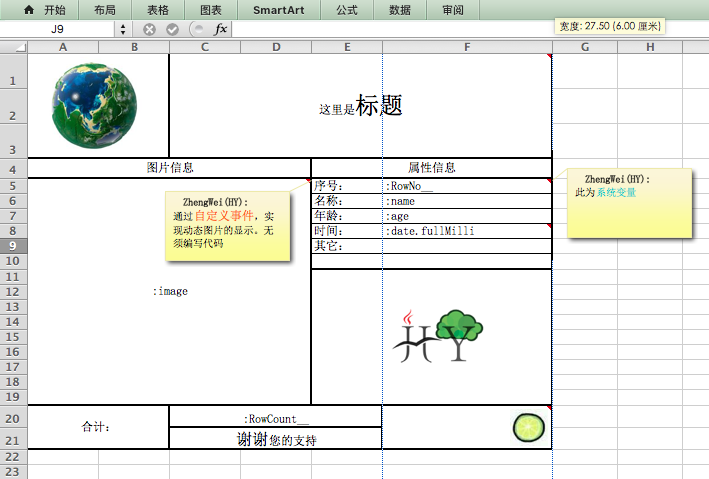 开始 布局 表格 图表 SmartArt 公式 数据 审阅
J9 fx 宽度: 27.50 (6.00 厘米)
A B C D E F G H
1
2
这里是标题
3
4 图片信息 属性信息
5 序号: :RowNo__
6 名称: :name
7 年龄: :age
8 时间: :date.fullMilli
9 其它:
10
ZhengWei(HY):
通过自定义事件，实
现动态图片的显示。无
须编写代码
ZhengWei(HY):
此为系统变量
11
12 :image
13
14
15 HY
16
17
18
19
20 :RowCount__
合计:
21 谢谢您的支持
22
23